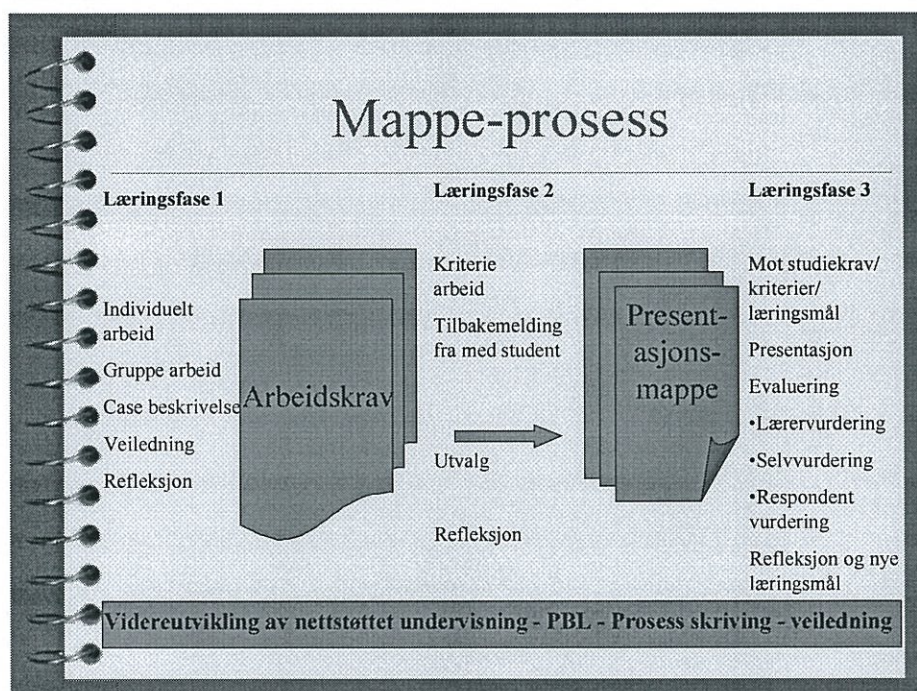 Mappe-prosess
Læringsfase 1
Individuelt
arbeid
Gruppe arbeid
Case beskrivelse
Veiledning
Refleksjon
Arbeidskrav
Læringsfase 2
Kriterie
arbeid
Tilbakemelding
fra med student
Utvalg
Refleksjon
Present-
asjons-
mappe
Læringsfase 3
Mot studiekrav/
kriterier/
læringsmål
Presentasjon
Evaluering
•Lærervurdering
•Selvvurdering
•Respondent
vurdering
Refleksjon og nye
læringsmål
Videreutvikling av nettstøttet undervisning - PBL - Prosess skriving - veiledning